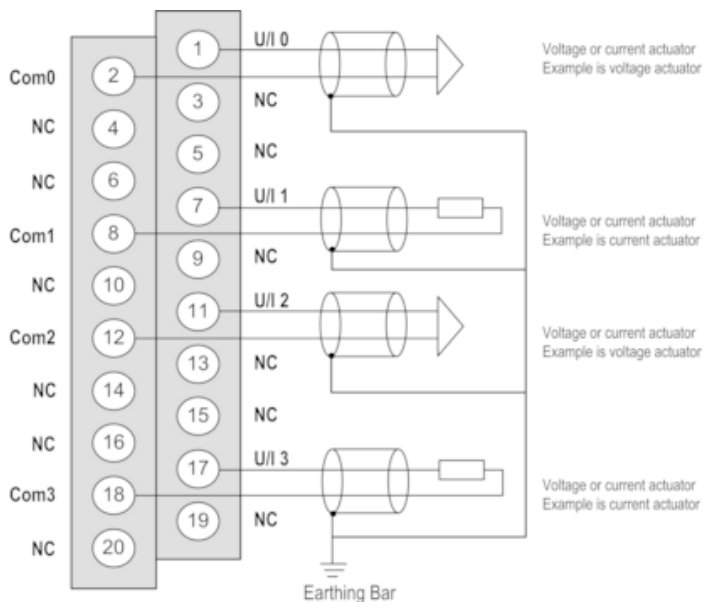 1
U/I 0
Voltage or current actuator
Example is voltage actuator
Com0
2
3
NC
NC
4
5
NC
NC
6
7
U/I 1
Voltage or current actuator
Example is current actuator
Com1
8
9
NC
NC
10
11
U/I 2
Com2
12
Voltage or current actuator
Example is voltage actuator
13
NC
NC
14
15
NC
NC
16
17
U/I 3
Voltage or current actuator
Example is current actuator
Com3
18
19
NC
NC
20
Earthing Bar